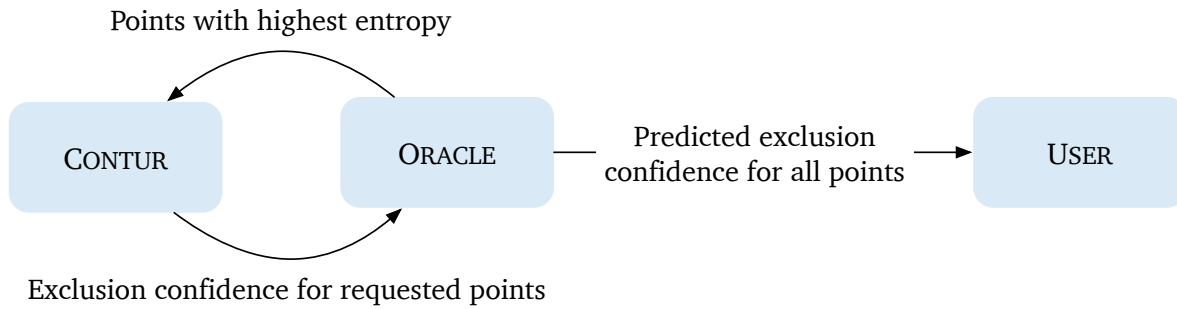 Points with highest entropy
CONTUR
ORACLE
Predicted exclusion
confidence for all points
USER
Exclusion confidence for requested points